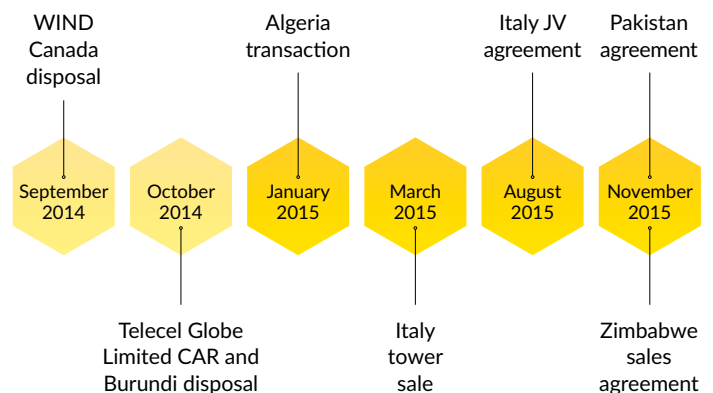 WIND
Canada
disposal
Algeria
transaction
Italy JV
agreement
Pakistan
agreement
September
2014
October
2014
January
2015
March
2015
August
2015
November
2015
Telecel Globe
Limited CAR and
Burundi disposal
Italy
tower
sale
Zimbabwe
sales
agreement